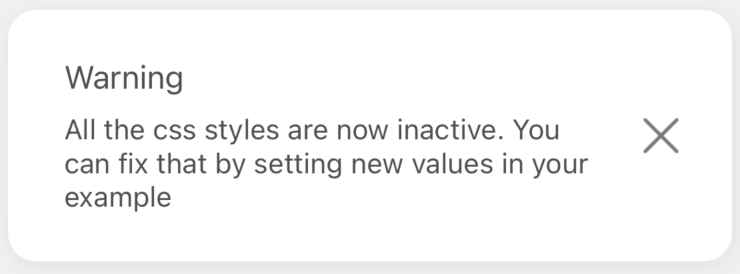 Warning
All the css styles are now inactive. You
can fix that by setting new values in your
example